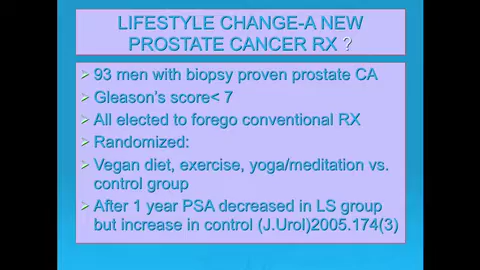 LIFESTYLE CHANGE-A NEW
PROSTATE CANCER RX ?
➢ 93 men with biopsy proven prostate CA
➢ Gleason's score< 7
➢ All elected to forego conventional RX
➢ Randomized:
➢ Vegan diet, exercise, yoga/meditation vs.
control group
➢ After 1 year PSA decreased in LS group
but increase in control (J.Urol)2005.174(3)